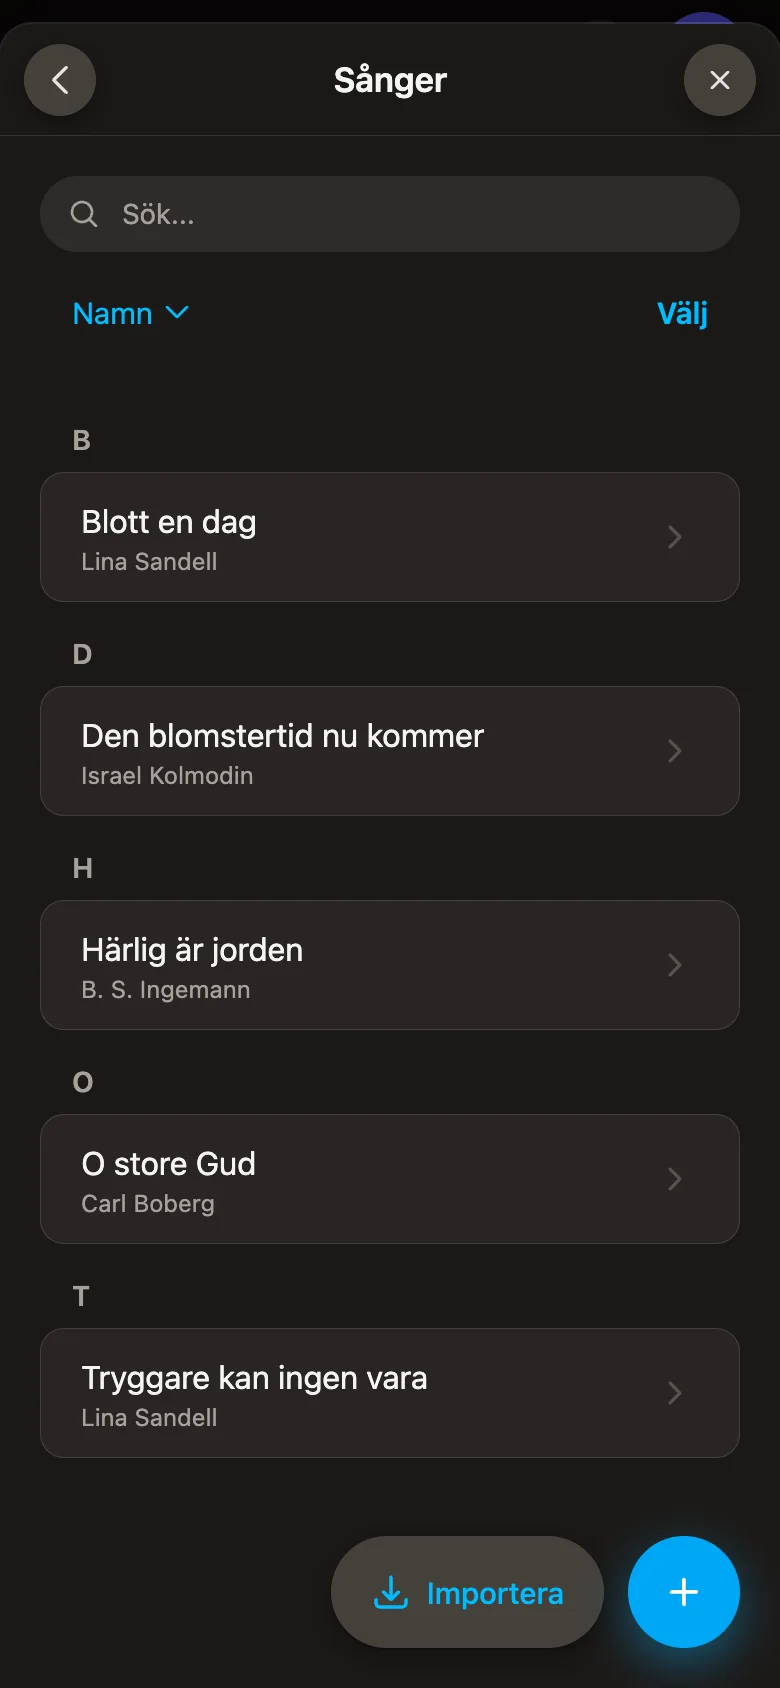 Sånger
Sök...
Namn
Välj
B
Blott en dag
Lina Sandell
D
Den blomstertid nu kommer
Israel Kolmodin
H
Härlig är jorden
B. S. Ingemann
O
O store Gud
Carl Boberg
T
Tryggare kan ingen vara
Lina Sandell
Importera